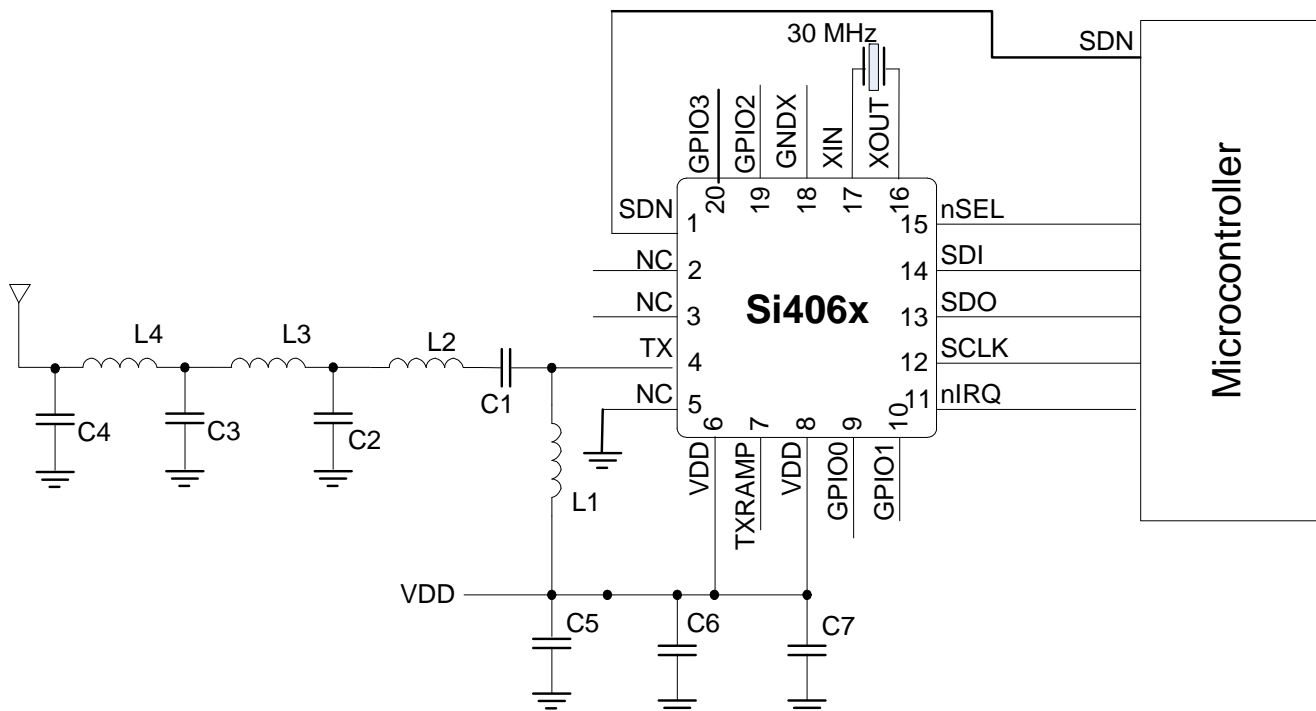 30 MHz
SDN
GPIO3
GPIO2
GNDX
XIN
XOUT
20
19
18
17
16
SDN
1
15
nSEL
NC
2
14
SDI
NC
3
Si406x
13
SDO
TX
4
12
SCLK
NC
5
11
nIRQ
Microcontroller
6
7
8
9
10
VDD
TXRAMP
VDD
GPIO0
GPIO1
L4
L3
L2
C1
C4
C3
C2
L1
VDD
C5
C6
C7